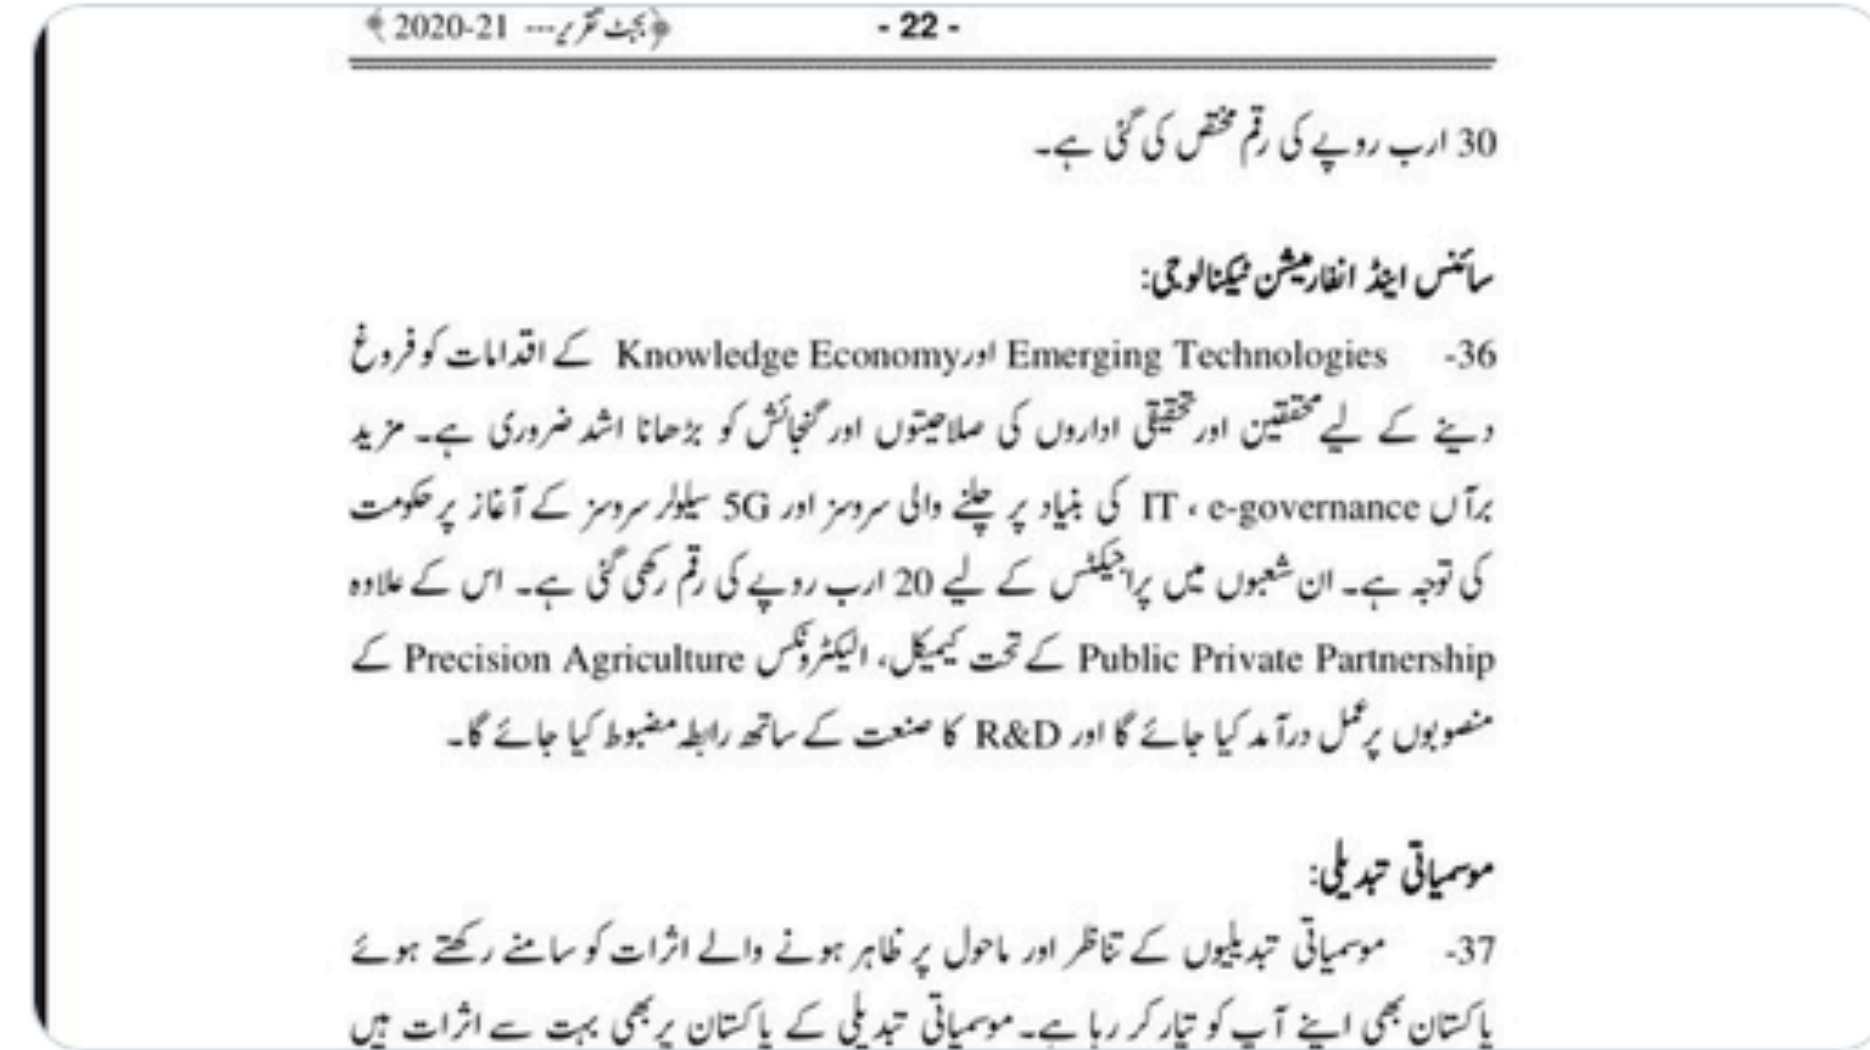 ﴿بجٹ تقریر--- 2020-21﴾ - 22 -
30 ارب روپے کی رقم مختص کی گئی ہے۔
سائنس اینڈ انفارمیشن ٹیکنالوجی:
36- Emerging Technologies اور Knowledge Economy کے اقدامات کو فروغ
دینے کے لیے محققین اور تحقیقی اداروں کی صلاحیتوں اور گنجائش کو بڑھانا اشد ضروری ہے۔ مزید
برآں IT ، e-governance کی بنیاد پر چلنے والی سروسز اور 5G سیلولر سروسز کے آغاز پر حکومت
کی توجہ ہے۔ ان شعبوں میں پراجیکٹس کے لیے 20 ارب روپے کی رقم رکھی گئی ہے۔ اس کے علاوہ
Public Private Partnership کے تحت کیمیکل، الیکٹرونکس Precision Agriculture کے
منصوبوں پر عمل درآمد کیا جائے گا اور R&D کا صنعت کے ساتھ رابطہ مضبوط کیا جائے گا۔
موسمیاتی تبدیلی:
37- موسمیاتی تبدیلیوں کے تناظر اور ماحول پر ظاہر ہونے والے اثرات کو سامنے رکھتے ہوئے
پاکستان بھی اپنے آپ کو تیار کر رہا ہے۔ موسمیاتی تبدیلی کے پاکستان پر بھی بہت سے اثرات ہیں